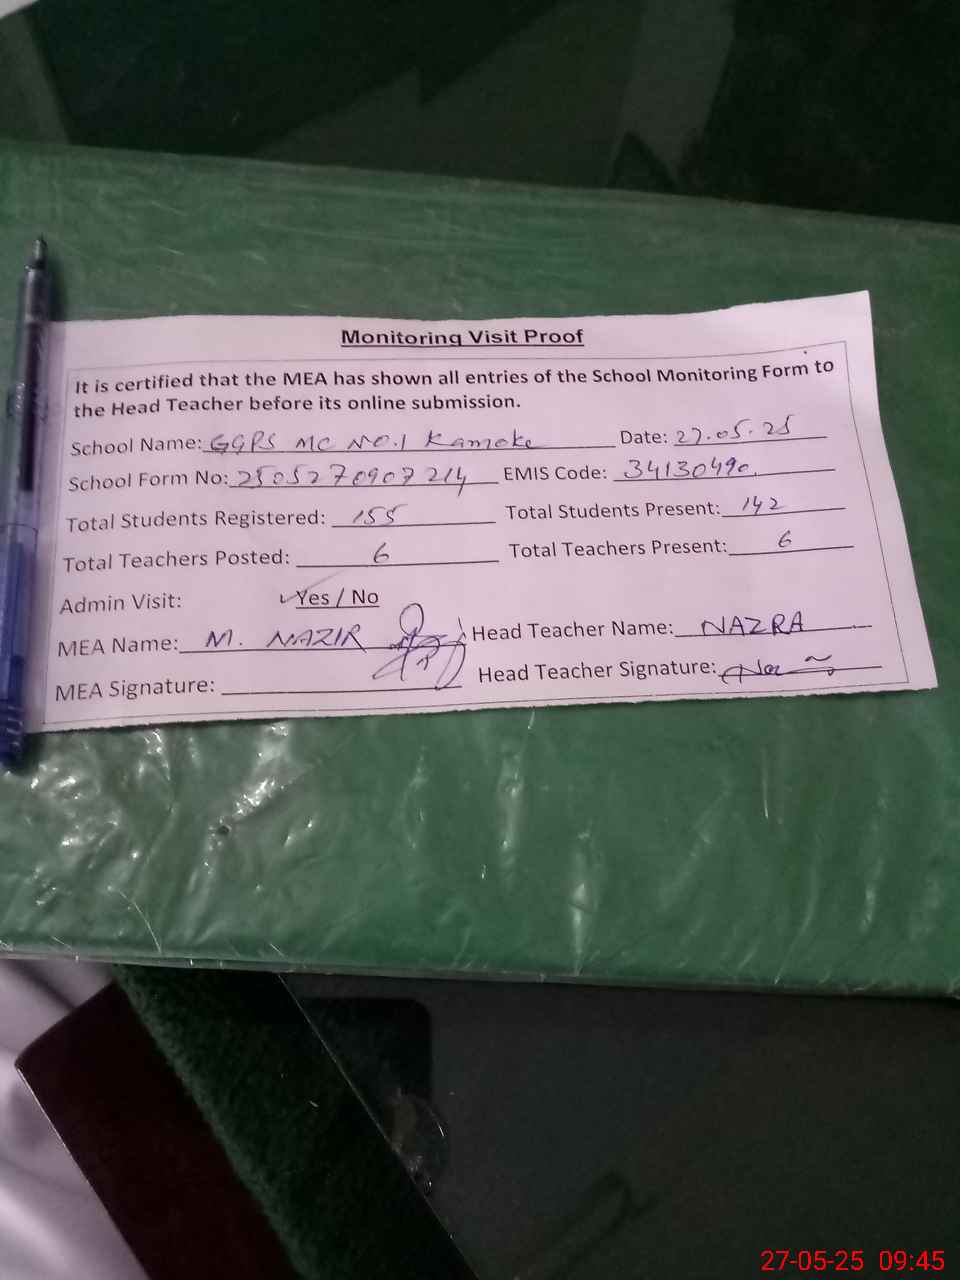 Monitoring Visit Proof
It is certified that the MEA has shown all entries of the School Monitoring Form to
the Head Teacher before its online submission.
School Name: GGPS MC NO.1 Kamoke Date: 27.05.25
School Form No: 2505270907214 EMIS Code: 34130490
Total Students Registered: 155 Total Students Present: 142
Total Teachers Posted: 6 Total Teachers Present: 6
Admin Visit: ✓Yes / No
MEA Name: M. NAZIR Head Teacher Name: NAZRA
MEA Signature: Head Teacher Signature:
27-05-25 09:45